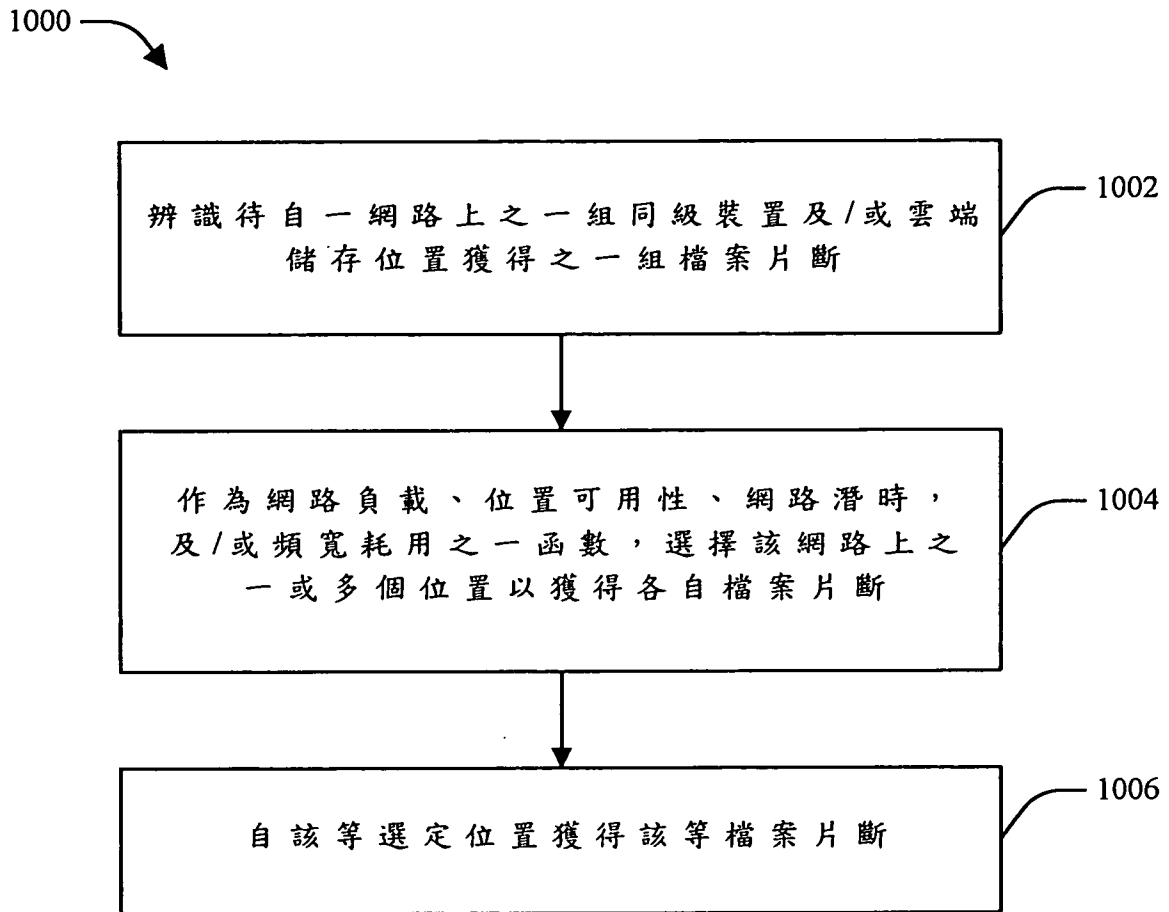 1000
辨識待自一網路上之一組同級裝置及/或雲端
儲存位置獲得之一組檔案片斷
1002
作為網路負載、位置可用性、網路潛時，
及/或頻寬耗用之一函數，選擇該網路上之
一或多個位置以獲得各自檔案片斷
1004
自該等選定位置獲得該等檔案片斷
1006